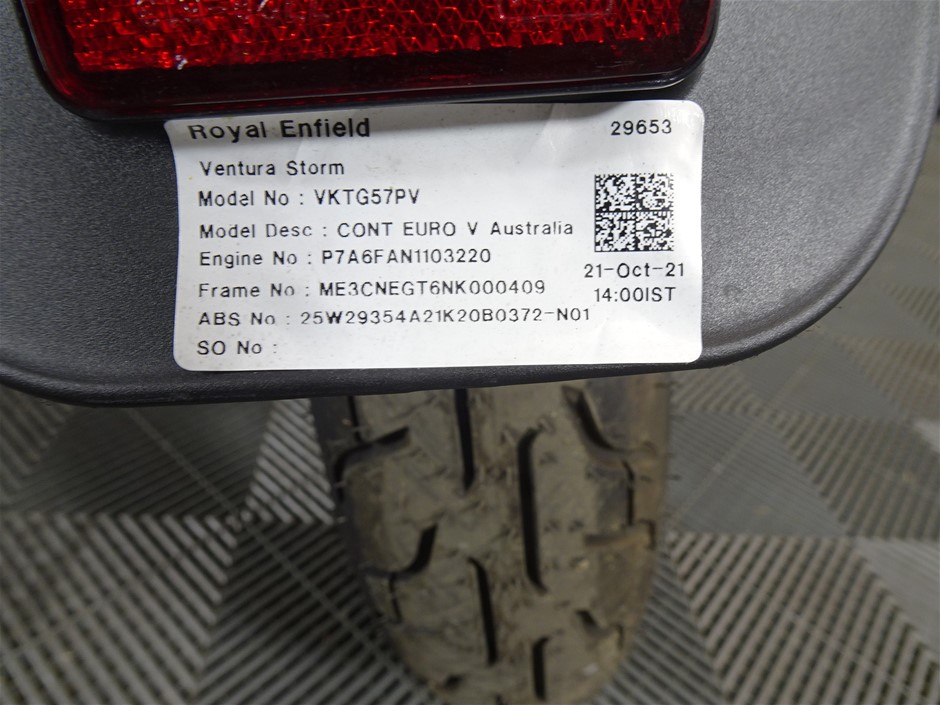 Royal Enfield 29653
Ventura Storm
Model No : VKTG57PV
Model Desc : CONT EURO V Australia
Engine No : P7A6FAN1103220
21-Oct-21
Frame No : ME3CNEGT6NK000409
14:00IST
ABS No : 25W29354A21K20B0372-N01
SO No :